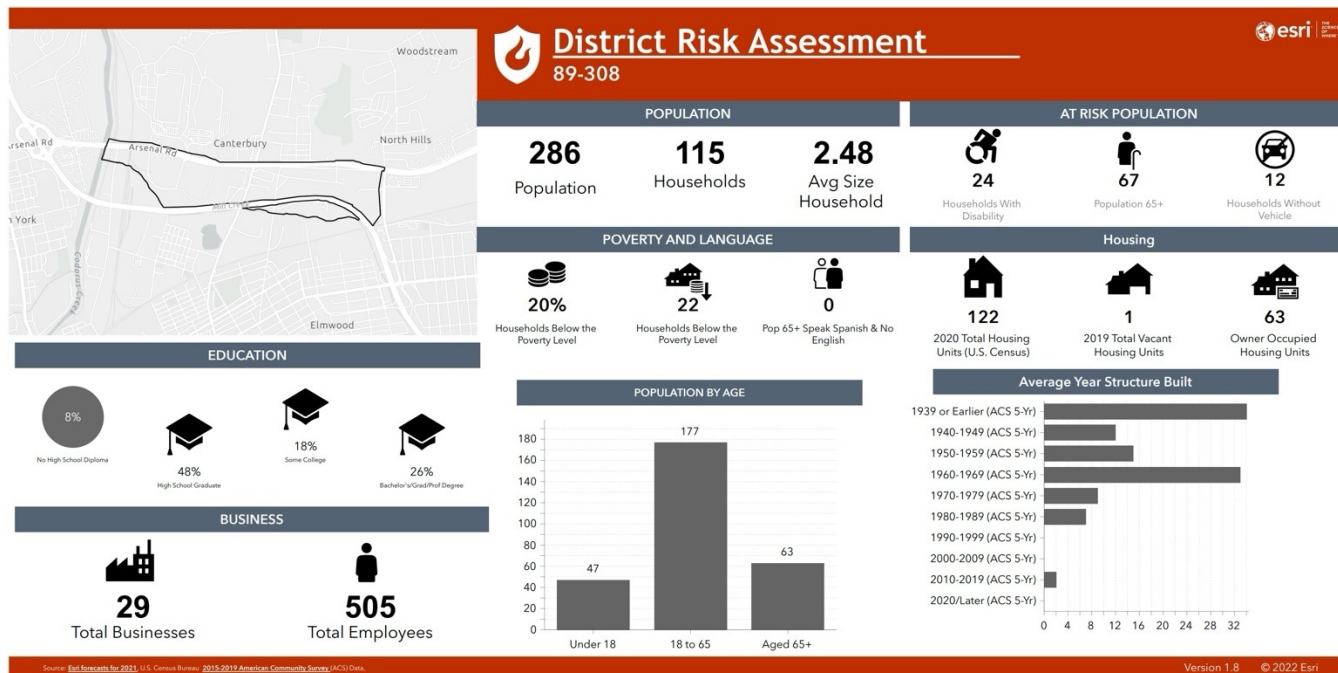 Woodstream
Arsenal Rd
Arsenal Rd
Canterbury
North Hills
Mill Creek
York
Codorus Creek
Elmwood
District Risk Assessment
89-308
esri
THE
SCIENCE
OF
WHERE
POPULATION
286
Population
115
Households
2.48
Avg Size
Household
AT RISK POPULATION
24
Households With
Disability
67
Population 65+
12
Households Without
Vehicle
POVERTY AND LANGUAGE
20%
Households Below the
Poverty Level
22
Households Below the
Poverty Level
0
Pop 65+ Speak Spanish & No
English
Housing
122
2020 Total Housing
Units (U.S. Census)
1
2019 Total Vacant
Housing Units
63
Owner Occupied
Housing Units
EDUCATION
8%
No High School Diploma
48%
High School Graduate
18%
Some College
26%
Bachelor's/Grad/Prof Degree
BUSINESS
29
Total Businesses
505
Total Employees
POPULATION BY AGE
180
160
140
120
100
80
60
40
20
0
47
177
63
Under 18
18 to 65
Aged 65+
Average Year Structure Built
1939 or Earlier (ACS 5-Yr)
1940-1949 (ACS 5-Yr)
1950-1959 (ACS 5-Yr)
1960-1969 (ACS 5-Yr)
1970-1979 (ACS 5-Yr)
1980-1989 (ACS 5-Yr)
1990-1999 (ACS 5-Yr)
2000-2009 (ACS 5-Yr)
2010-2019 (ACS 5-Yr)
2020/Later (ACS 5-Yr)
0 4 8 12 16 20 24 28 32
Source: Esri forecasts for 2021, U.S. Census Bureau 2015-2019 American Community Survey (ACS) Data,
Version 1.8 © 2022 Esri